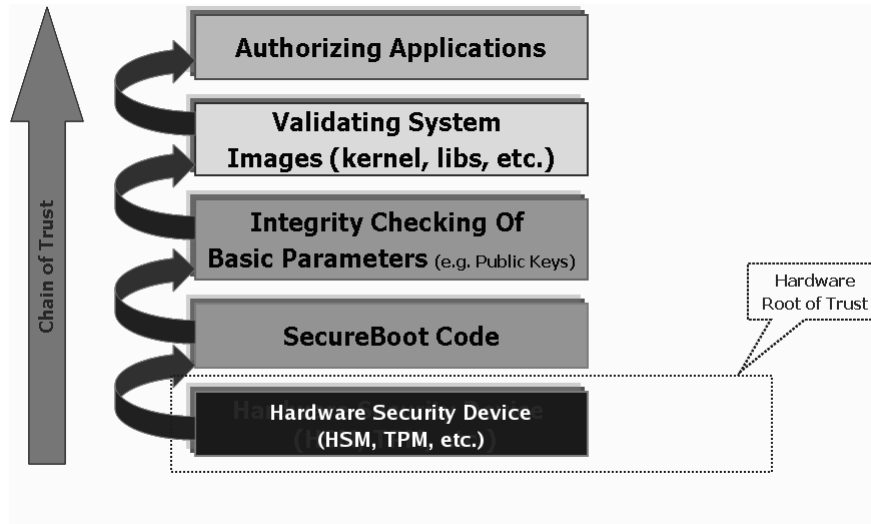 Authorizing Applications
Validating System
Images (kernel, libs, etc.)
Integrity Checking Of
Basic Parameters (e.g. Public Keys)
SecureBoot Code
Hardware Security Device
(HSM, TPM, etc.)
Hardware
Root of Trust
Chain of Trust